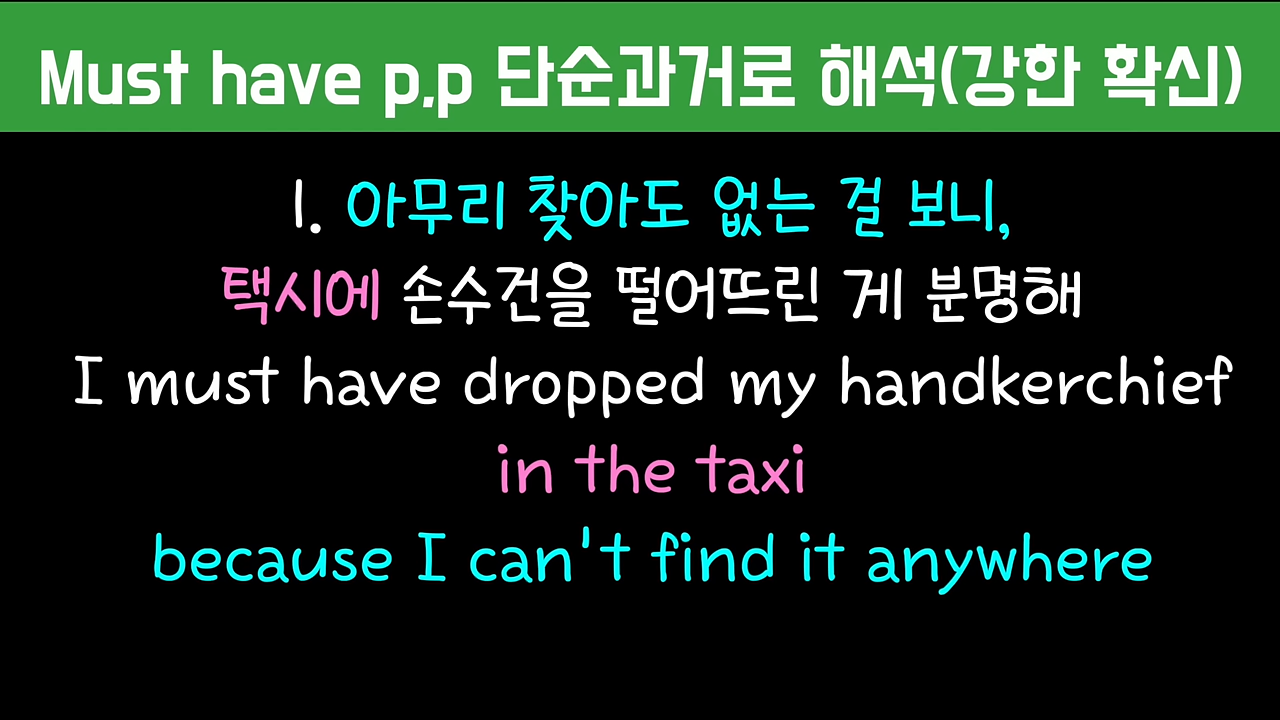 Must have p,p 단순과거로 해석(강한 확신)
1. 아무리 찾아도 없는 걸 보니,
택시에 손수건을 떨어뜨린 게 분명해
I must have dropped my handkerchief
in the taxi
because I can't find it anywhere